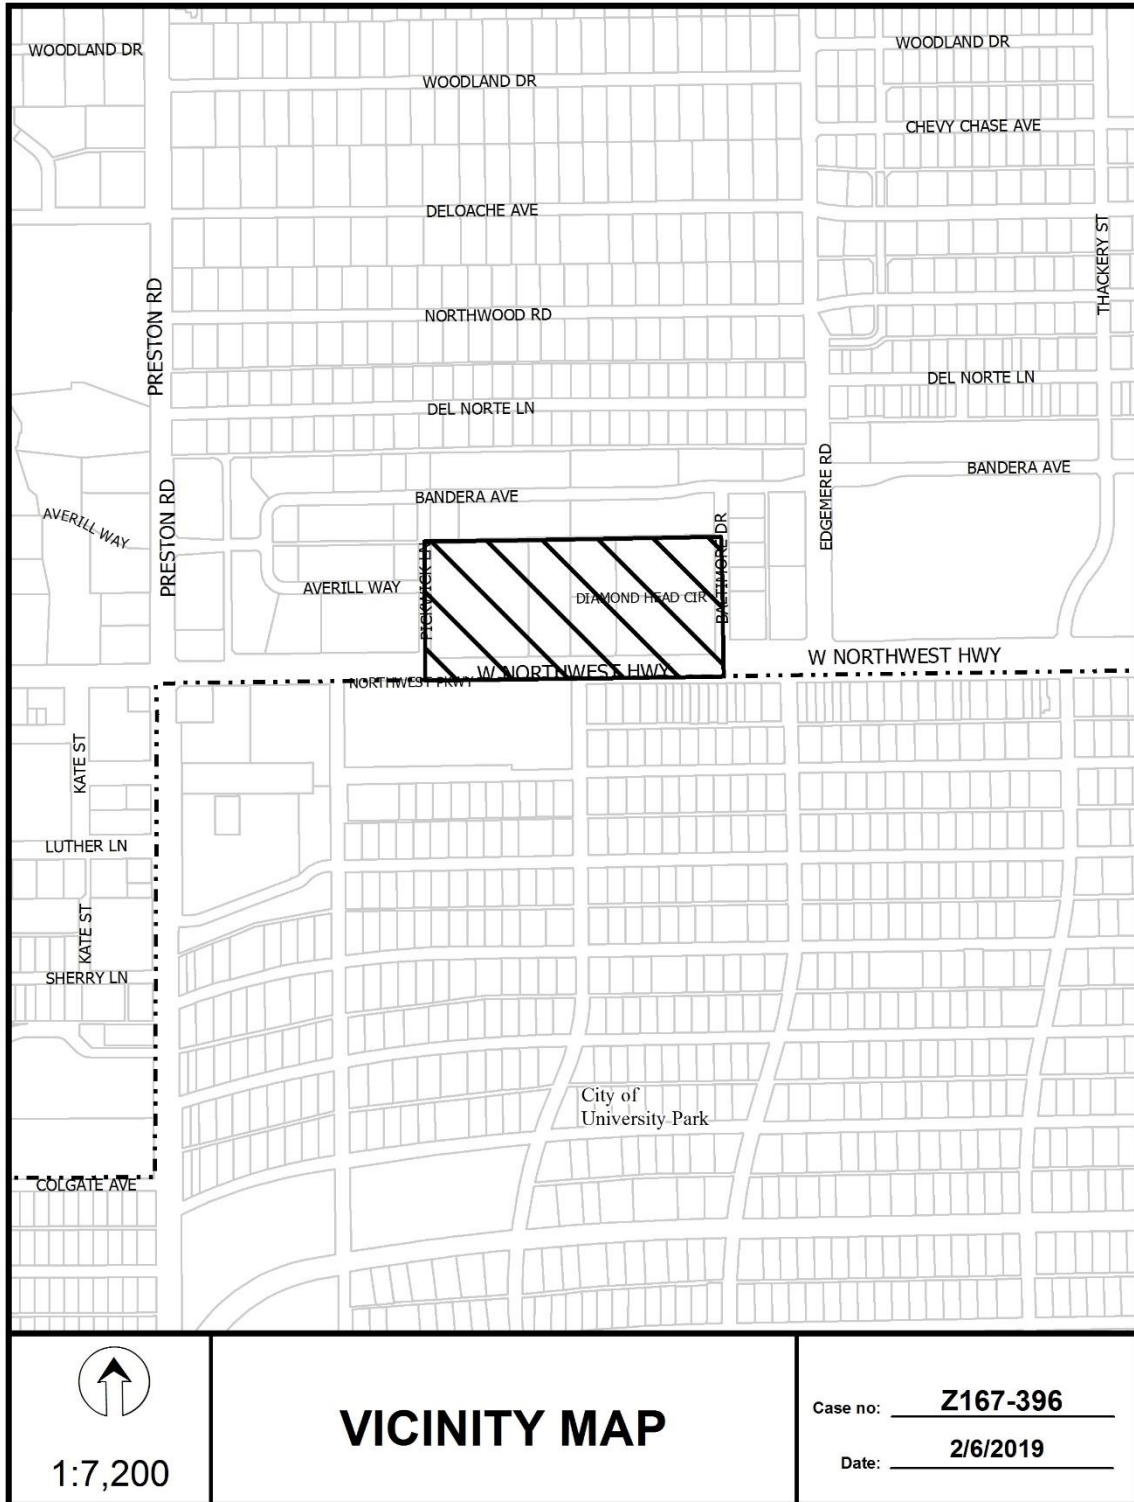 WOODLAND DR
WOODLAND DR
WOODLAND DR
CHEVY CHASE AVE
DELOACHE AVE
THACKERY ST
PRESTON RD
NORTHWOOD RD
DEL NORTE LN
DEL NORTE LN
EDGEMERE RD
BANDERA AVE
BANDERA AVE
PRESTON RD
AVERILL WAY
AVERILL WAY
PICKWICK LN
DIAMOND HEAD CIR
BALTIMORE DR
W NORTHWEST HWY
W NORTHWEST HWY
NORTHWEST PKWY
KATE ST
LUTHER LN
KATE ST
SHERRY LN
City of
University Park
COLGATE AVE
1:7,200
VICINITY MAP
Case no: Z167-396
Date: 2/6/2019